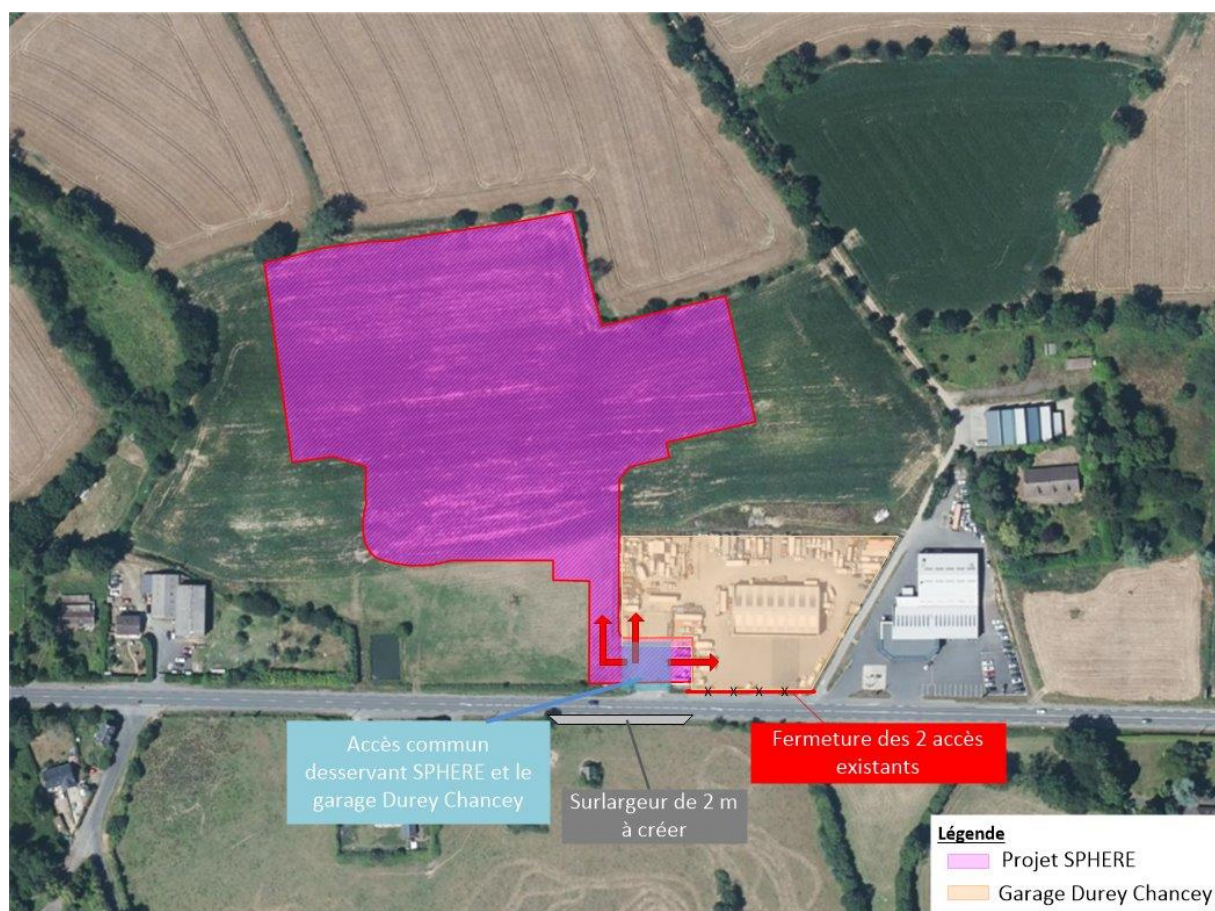 Accès commun
desservant SPHERE et le
garage Durey Chancey
Surlargeur de 2 m
à créer
Fermeture des 2 accès
existants
X X X X
Légende
Projet SPHERE
Garage Durey Chancey